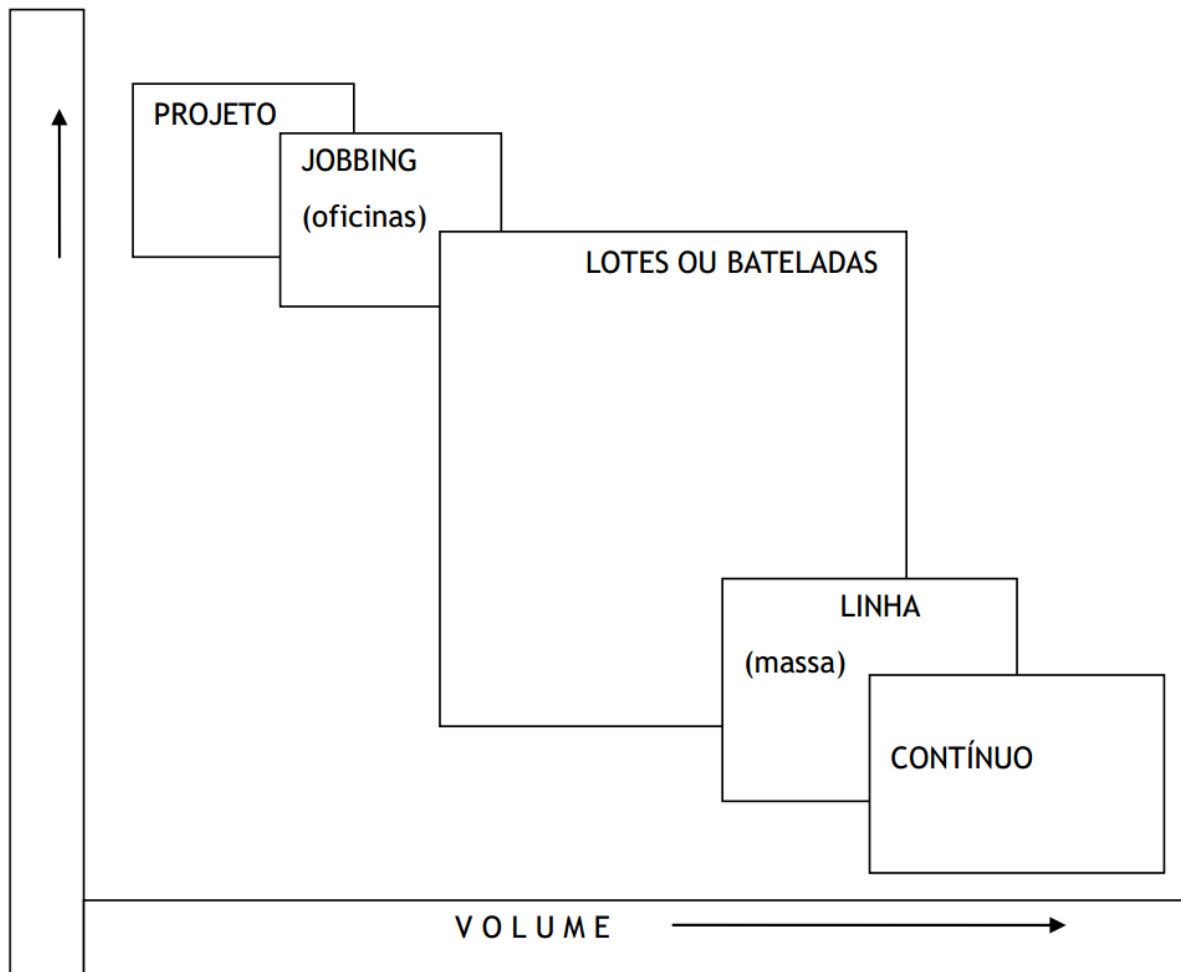 PROJETO
JOBBING
(oficinas)
LOTES OU BATELADAS
LINHA
(massa)
CONTÍNUO
V O L U M E